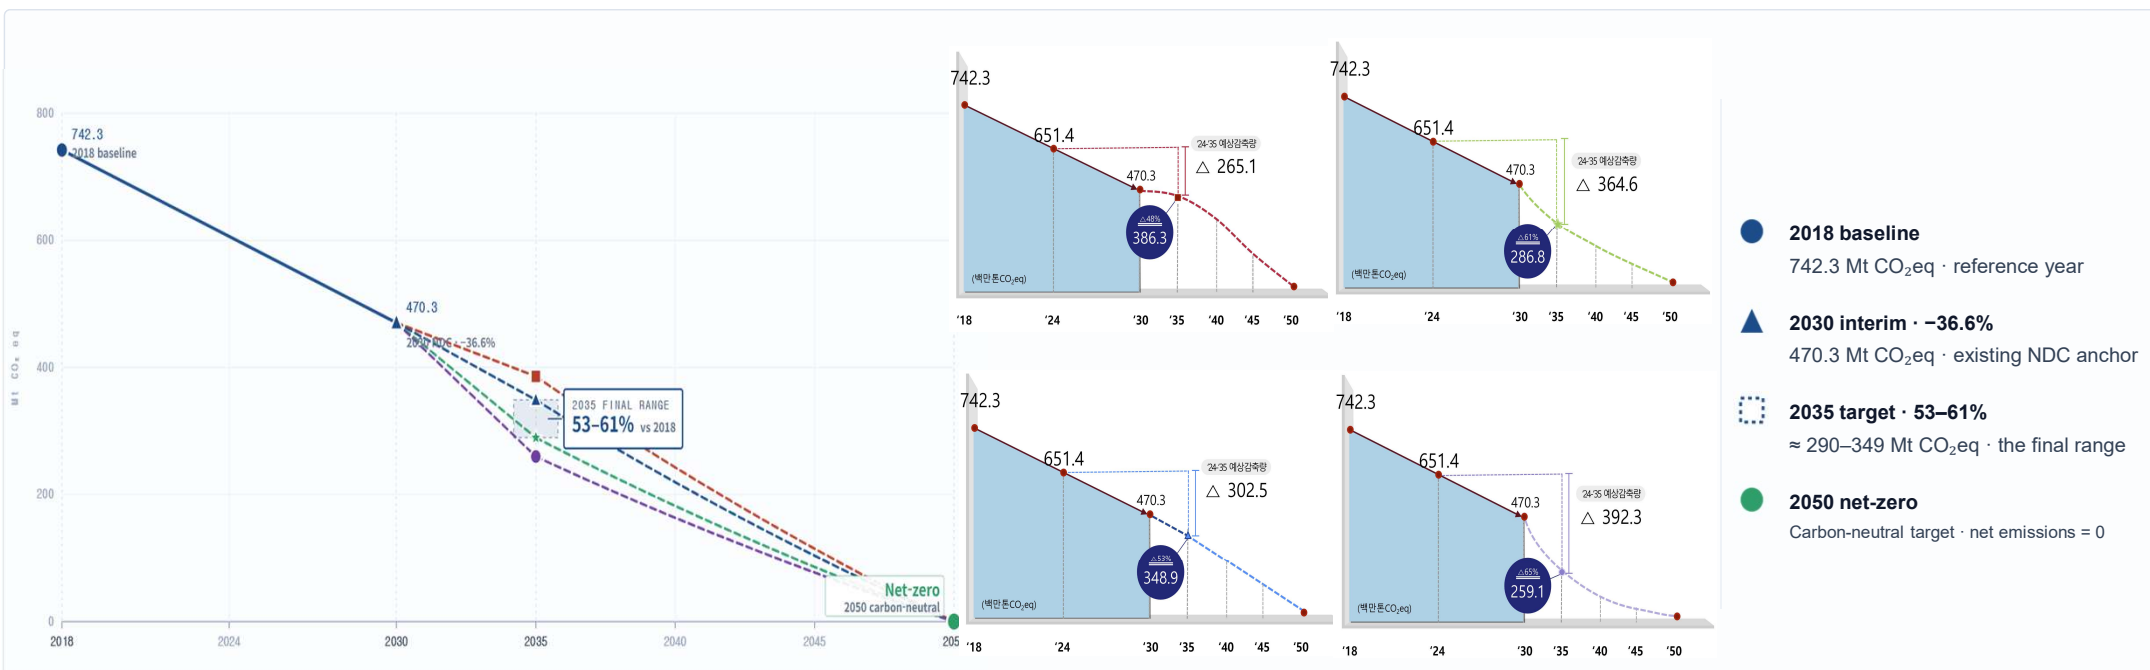 800
600
400
200
0
Mt CO₂ eq
742.3
2018 baseline
470.3
2030 NDC · −36.6%
2035 FINAL RANGE
53–61% vs 2018
Net-zero
2050 carbon-neutral
2018
2024
2030
2035
2040
2045
205
742.3
651.4
470.3
'24-'35 예상감축량
△ 265.1
△48%
386.3
(백만톤CO₂eq)
'18
'24
'30
'35
'40
'45
'50
742.3
651.4
470.3
'24-'35 예상감축량
△ 364.6
△61%
286.8
(백만톤CO₂eq)
'18
'24
'30
'35
'40
'45
'50
742.3
651.4
470.3
'24-'35 예상감축량
△ 302.5
△53%
348.9
(백만톤CO₂eq)
'18
'24
'30
'35
'40
'45
'50
742.3
651.4
470.3
'24-'35 예상감축량
△ 392.3
△65%
259.1
(백만톤CO₂eq)
'18
'24
'30
'35
'40
'45
'50
2018 baseline
742.3 Mt CO₂eq · reference year
2030 interim · −36.6%
470.3 Mt CO₂eq · existing NDC anchor
2035 target · 53–61%
≈ 290–349 Mt CO₂eq · the final range
2050 net-zero
Carbon-neutral target · net emissions = 0